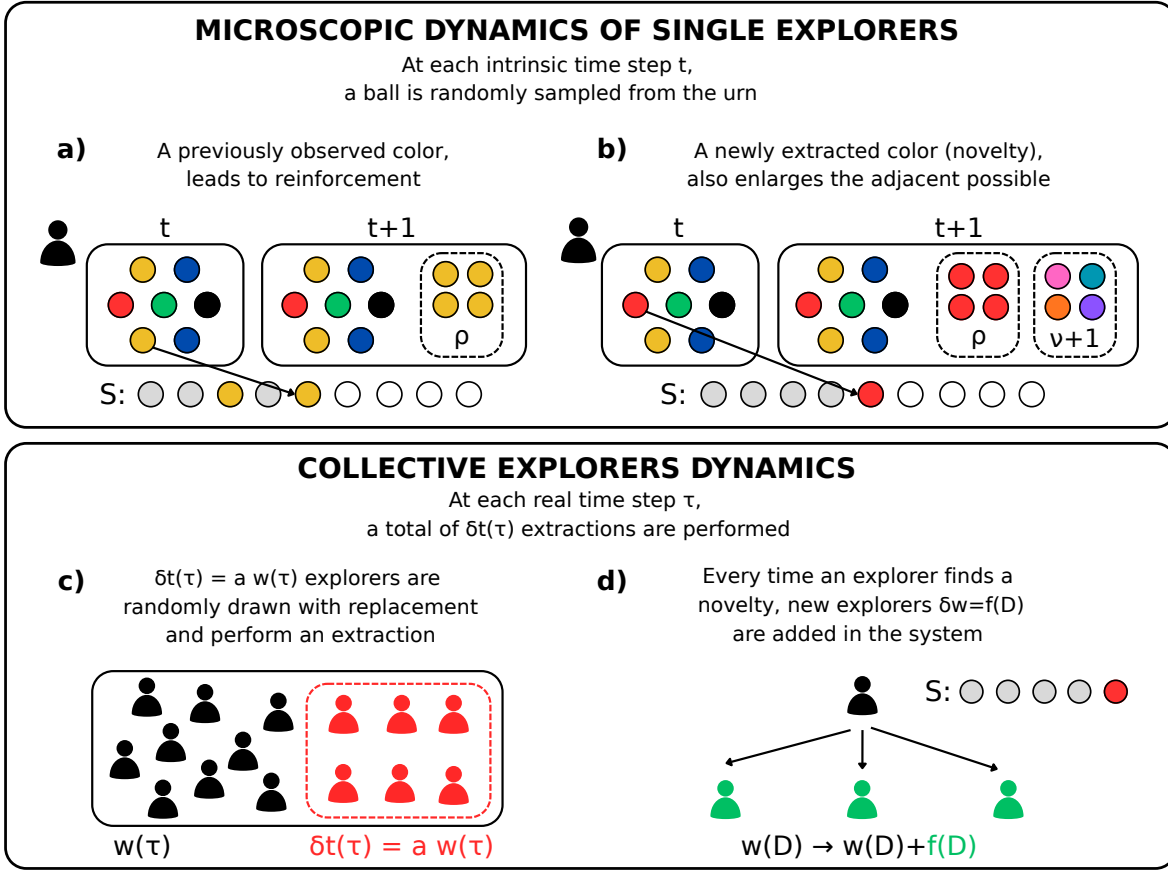 MICROSCOPIC DYNAMICS OF SINGLE EXPLORERS
At each intrinsic time step t,
a ball is randomly sampled from the urn
a)
A previously observed color,
leads to reinforcement
t
t+1
ρ
S:
b)
A newly extracted color (novelty),
also enlarges the adjacent possible
t
t+1
ρ
ν+1
S:
COLLECTIVE EXPLORERS DYNAMICS
At each real time step τ,
a total of δt(τ) extractions are performed
c)
δt(τ) = a w(τ) explorers are
randomly drawn with replacement
and perform an extraction
w(τ)
δt(τ) = a w(τ)
d)
Every time an explorer finds a
novelty, new explorers δw=f(D)
are added in the system
S:
w(D) → w(D)+f(D)